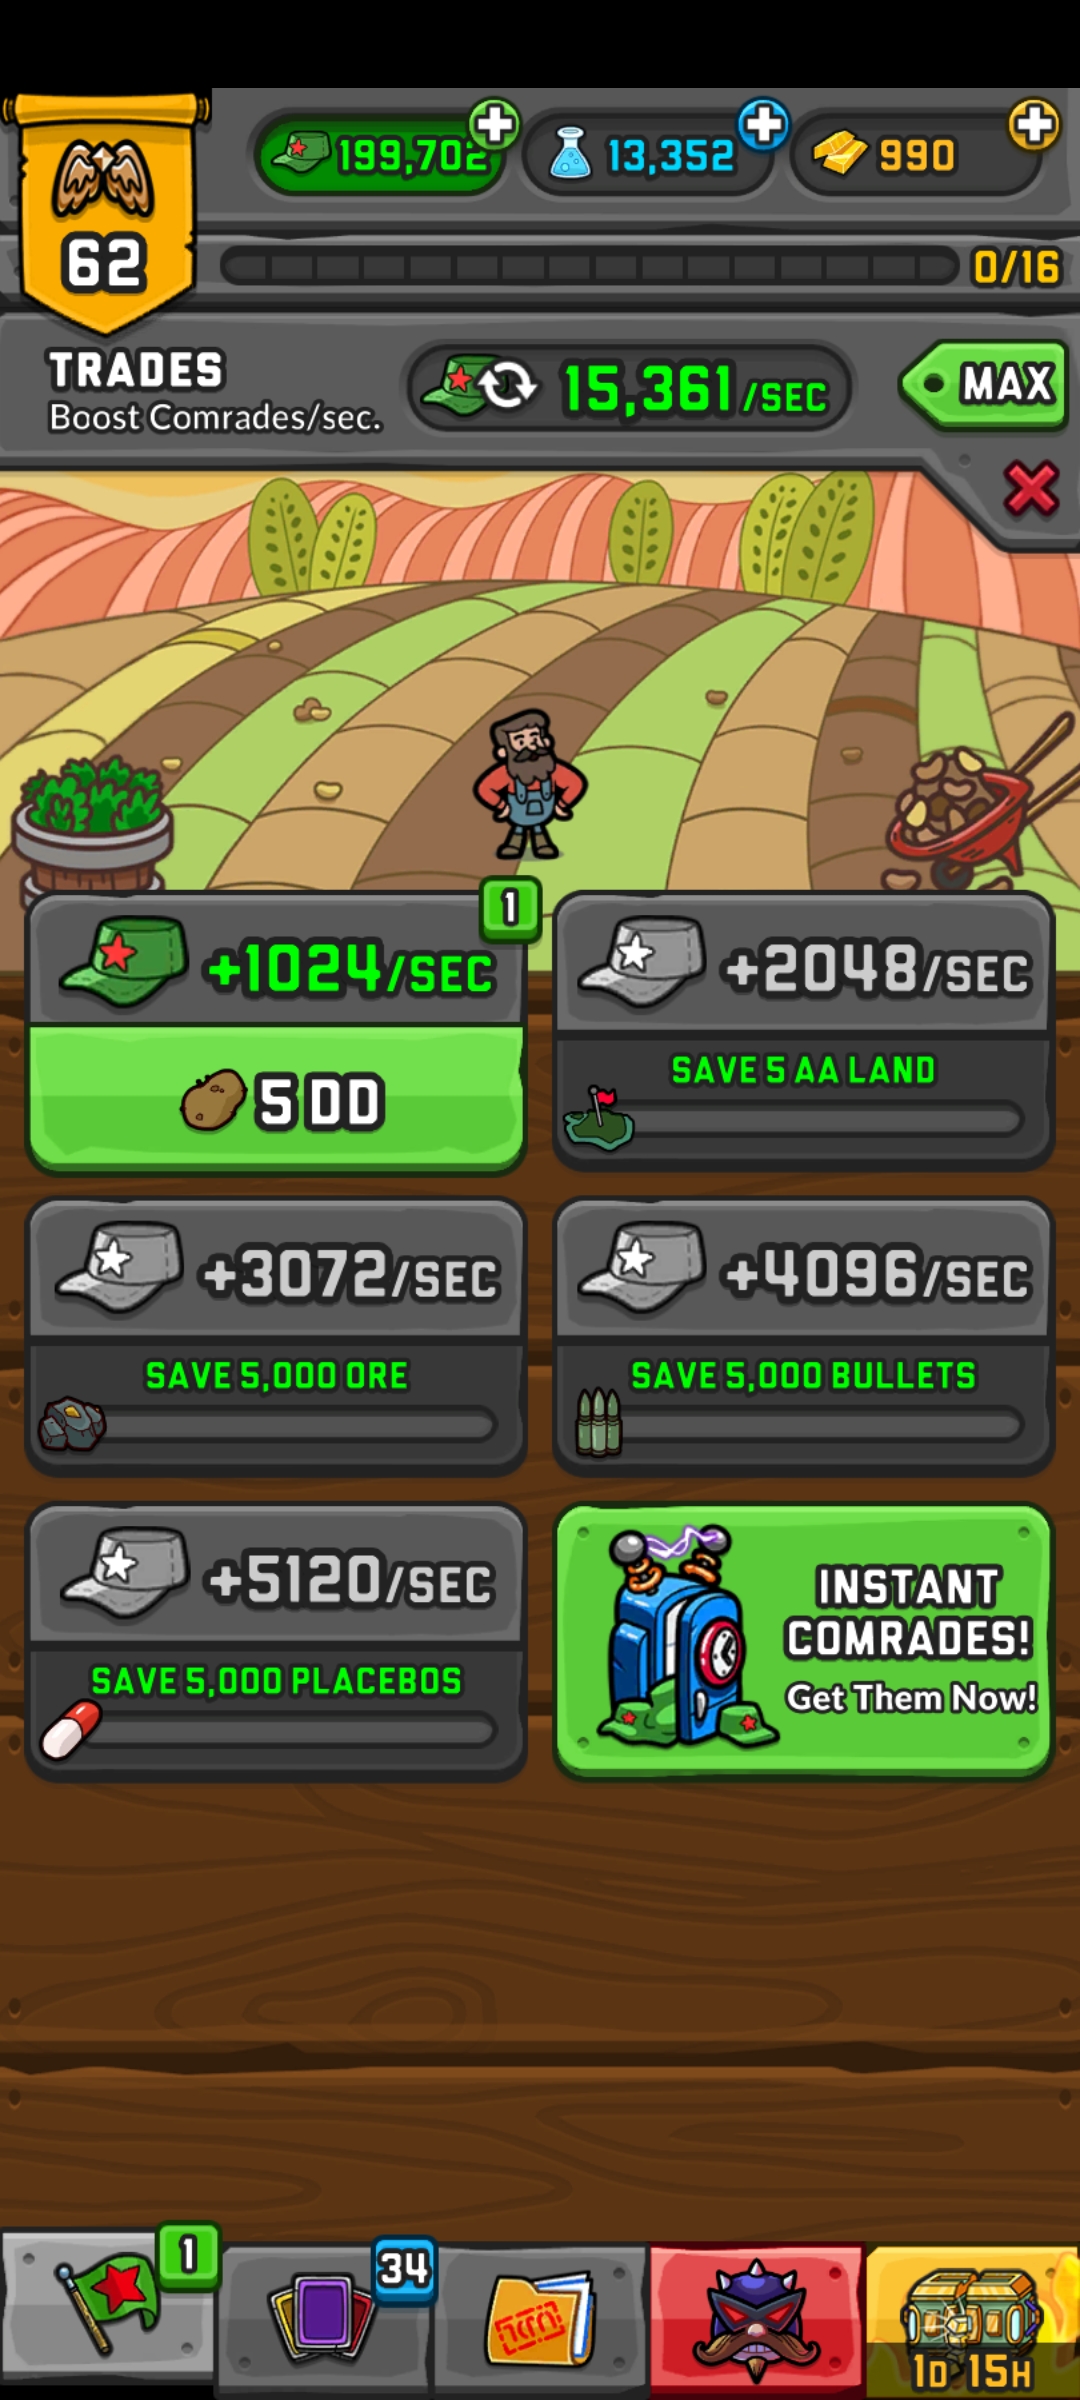 199,702
13,352
990
62
0/16
TRADES
Boost Comrades/sec.
15,361/SEC
MAX
1
+1024/SEC
5 DD
+2048/SEC
SAVE 5 AA LAND
+3072/SEC
SAVE 5,000 ORE
+4096/SEC
SAVE 5,000 BULLETS
+5120/SEC
SAVE 5,000 PLACEBOS
INSTANT
COMRADES!
Get Them Now!
1
34
1D 15H